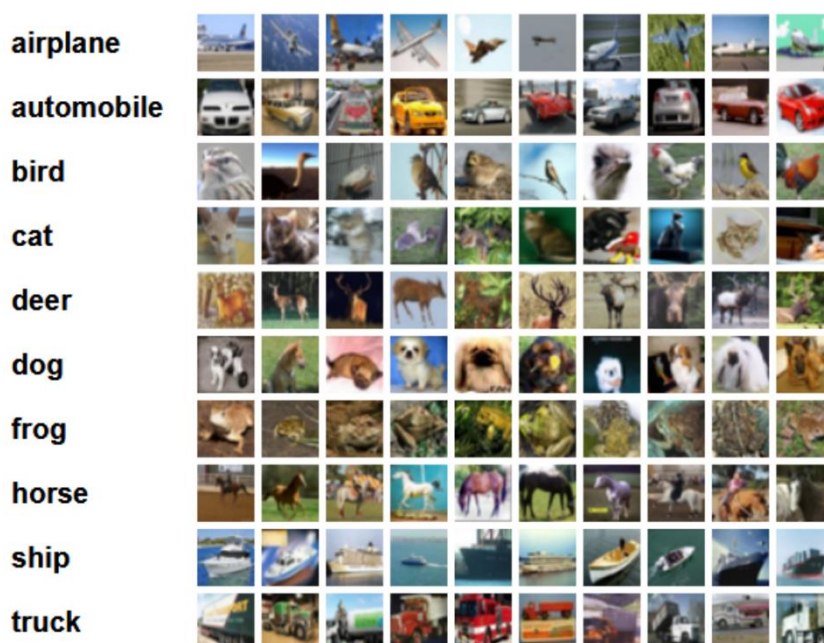 airplane
automobile
bird
cat
deer
dog
frog
horse
ship
truck